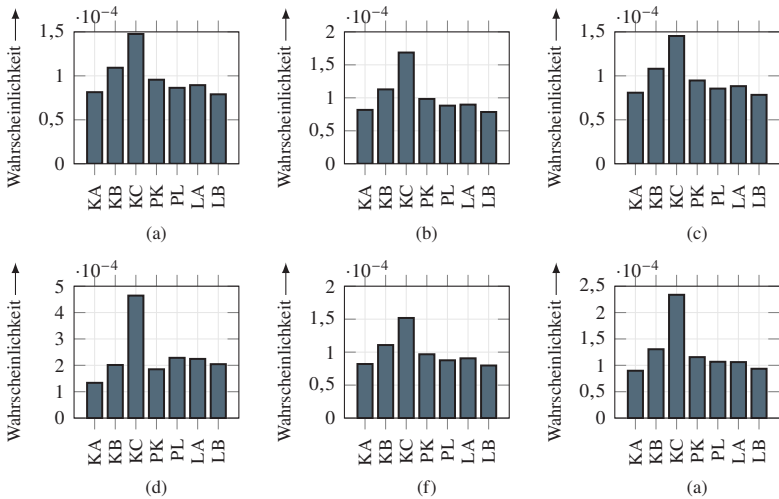 Wahrscheinlichkeit
·10−4
1,5
1
0,5
0
KA
KB
KC
PK
PL
LA
LB
(a)
Wahrscheinlichkeit
·10−4
2
1,5
1
0,5
0
KA
KB
KC
PK
PL
LA
LB
(b)
Wahrscheinlichkeit
·10−4
1,5
1
0,5
0
KA
KB
KC
PK
PL
LA
LB
(c)
Wahrscheinlichkeit
·10−4
5
4
3
2
1
0
KA
KB
KC
PK
PL
LA
LB
(d)
Wahrscheinlichkeit
·10−4
2
1,5
1
0,5
0
KA
KB
KC
PK
PL
LA
LB
(f)
Wahrscheinlichkeit
·10−4
2,5
2
1,5
1
0,5
0
KA
KB
KC
PK
PL
LA
LB
(a)